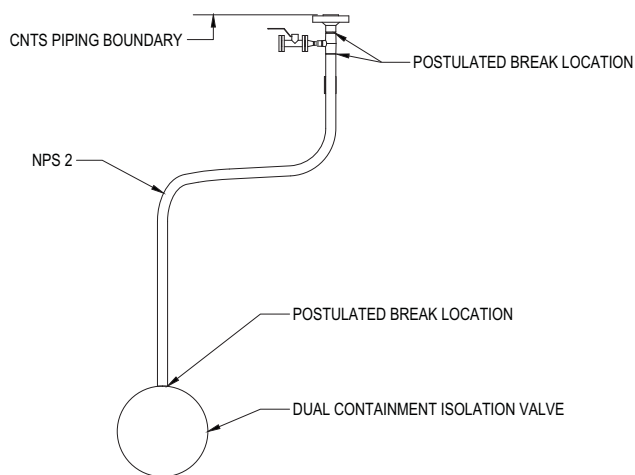 CNTS PIPING BOUNDARY
POSTULATED BREAK LOCATION
NPS 2
POSTULATED BREAK LOCATION
DUAL CONTAINMENT ISOLATION VALVE